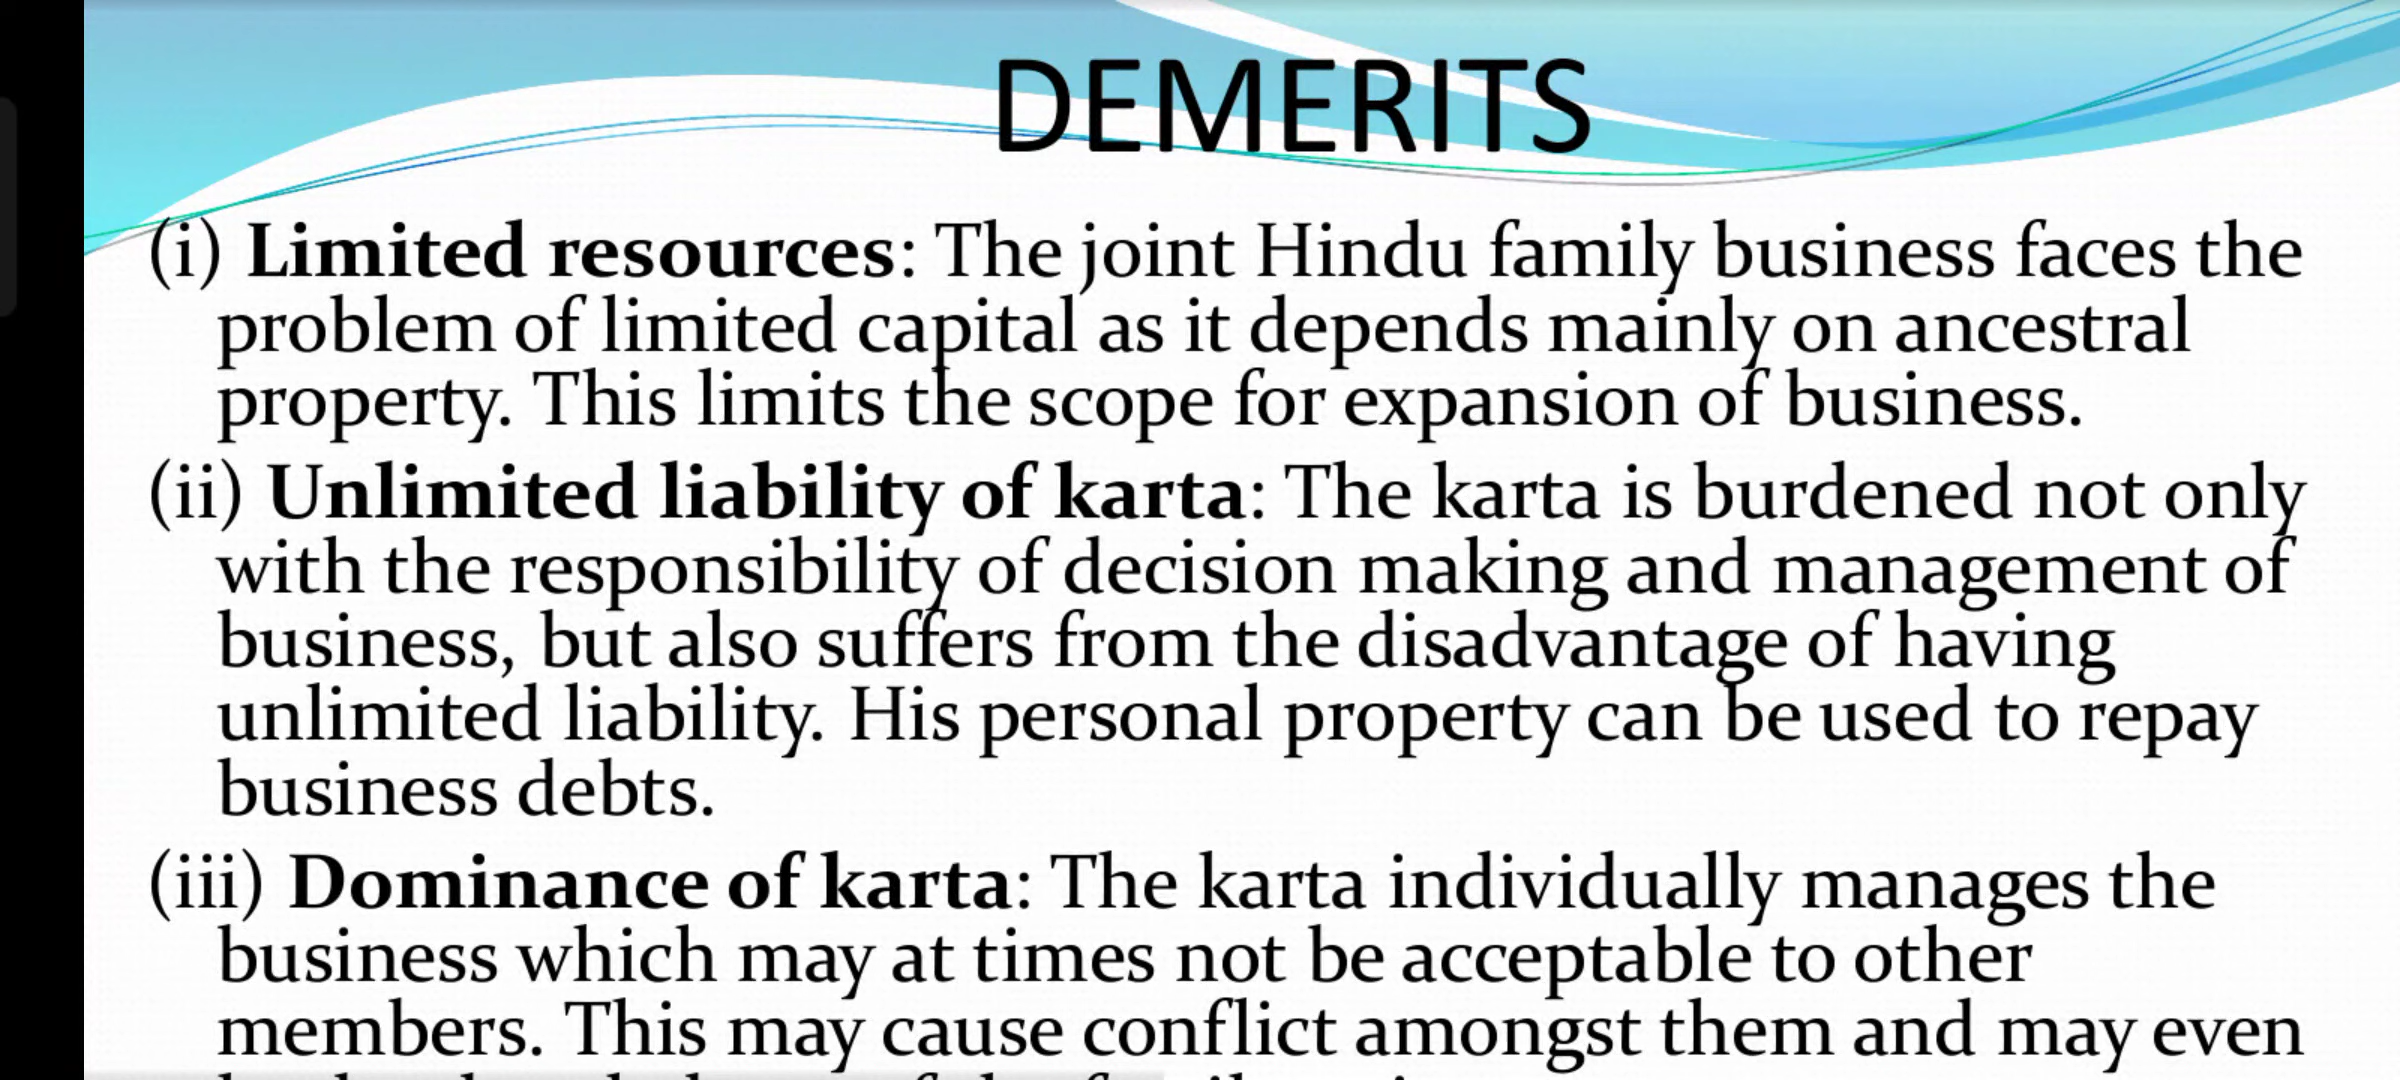 DEMERITS
(i) Limited resources: The joint Hindu family business faces the
problem of limited capital as it depends mainly on ancestral
property. This limits the scope for expansion of business.
(ii) Unlimited liability of karta: The karta is burdened not only
with the responsibility of decision making and management of
business, but also suffers from the disadvantage of having
unlimited liability. His personal property can be used to repay
business debts.
(iii) Dominance of karta: The karta individually manages the
business which may at times not be acceptable to other
members. This may cause conflict amongst them and may even